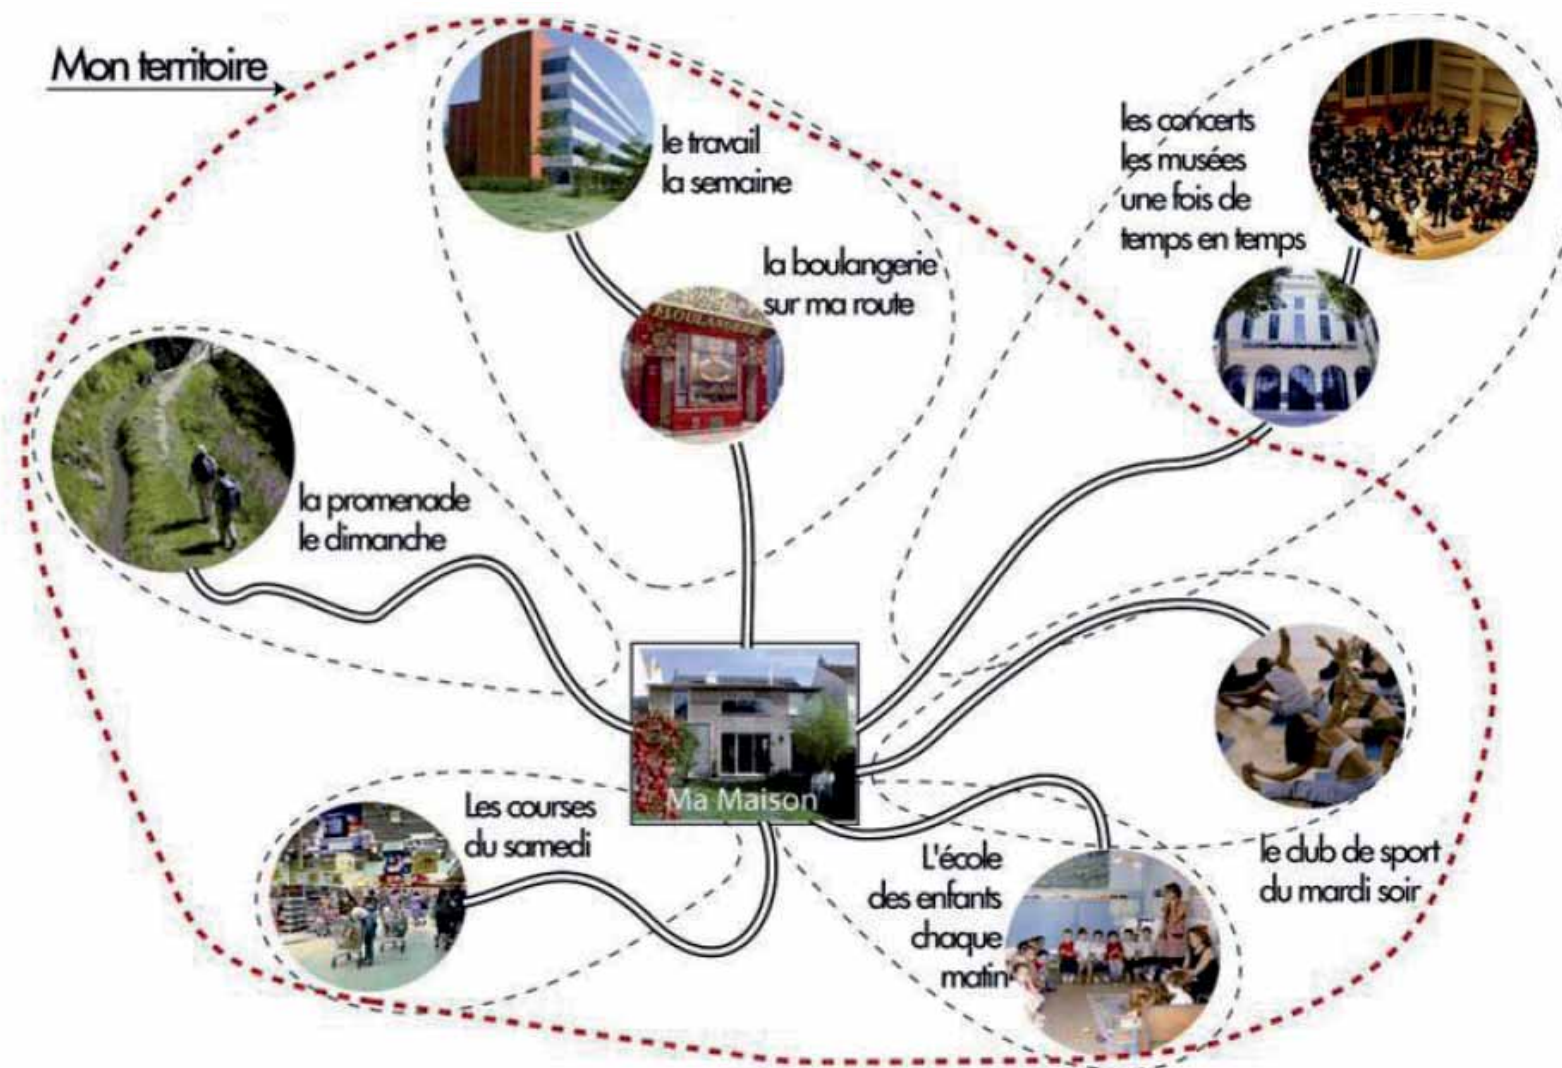 Mon territoire
le travail
la semaine
la boulangerie
sur ma route
BOULANGERIE
les concerts
les musées
une fois de
temps en temps
la promenade
le dimanche
Ma Maison
Les courses
du samedi
L'école
des enfants
chaque
matin
le club de sport
du mardi soir